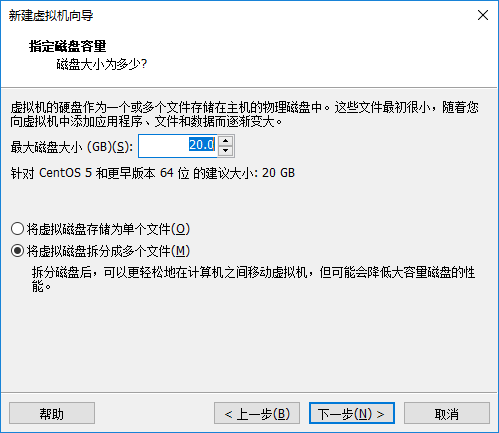 新建虚拟机向导
指定磁盘容量
磁盘大小为多少?
虚拟机的硬盘作为一个或多个文件存储在主机的物理磁盘中。这些文件最初很小，随着您
向虚拟机中添加应用程序、文件和数据而逐渐变大。
最大磁盘大小 (GB)(S): 20.0
针对 CentOS 5 和更早版本 64 位 的建议大小: 20 GB
将虚拟磁盘存储为单个文件(O)
将虚拟磁盘拆分成多个文件(M)
拆分磁盘后，可以更轻松地在计算机之间移动虚拟机，但可能会降低大容量磁盘的性
能。
帮助 < 上一步(B) 下一步(N) > 取消